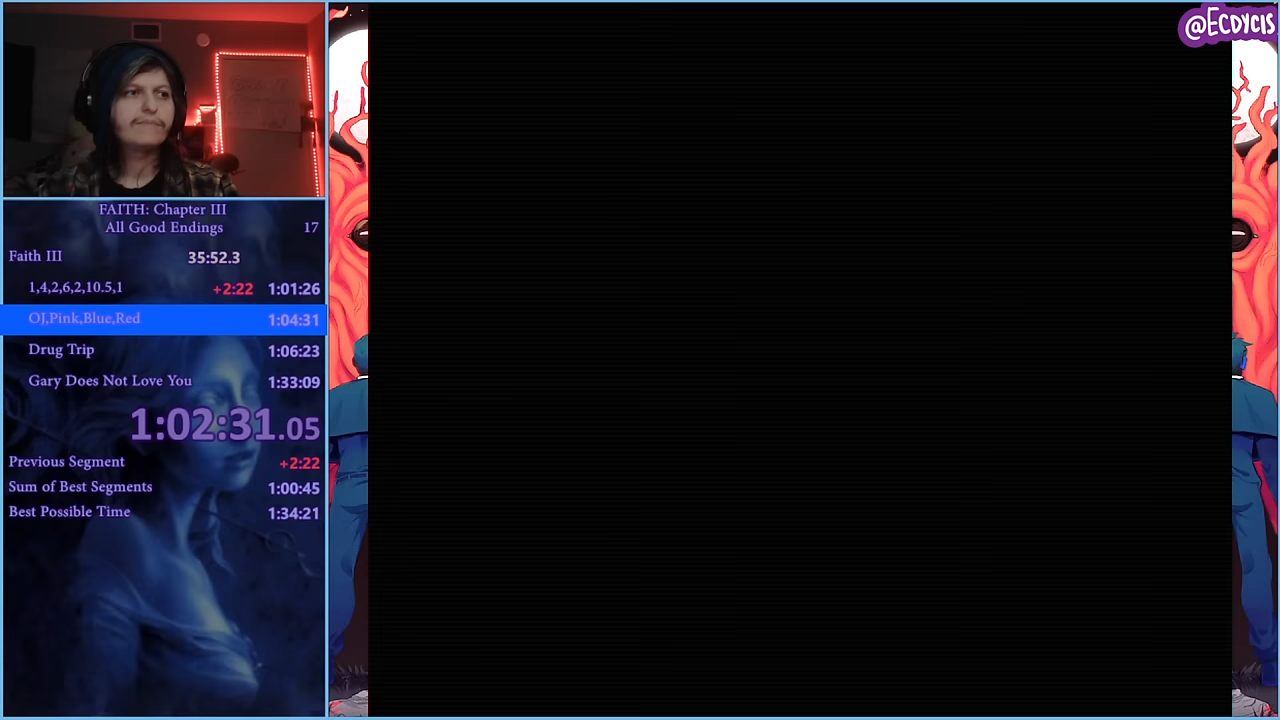 @ECDYCIS
FAITH: Chapter III
All Good Endings 17
Faith III 35:52.3
1,4,2,6,2,10.5,1 +2:22 1:01:26
OJ,Pink,Blue,Red 1:04:31
Drug Trip 1:06:23
Gary Does Not Love You 1:33:09
1:02:31.05
Previous Segment +2:22
Sum of Best Segments 1:00:45
Best Possible Time 1:34:21